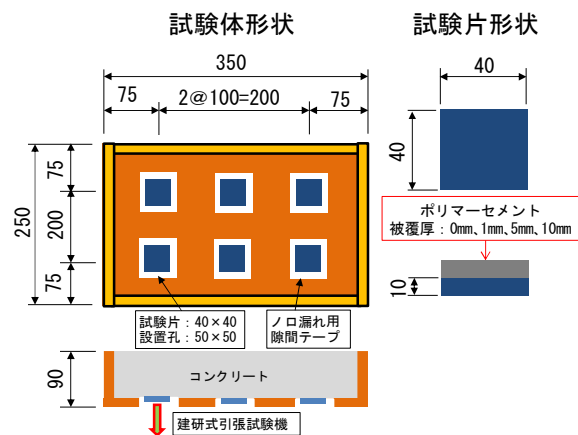 試験体形状
試験片形状
350
75
2@100=200
75
40
250
75
200
75
40
ポリマーセメント
被覆厚：0mm、1mm、5mm、10mm
10
試験片：40×40
設置孔：50×50
ノロ漏れ用
隙間テープ
90
コンクリート
建研式引張試験機